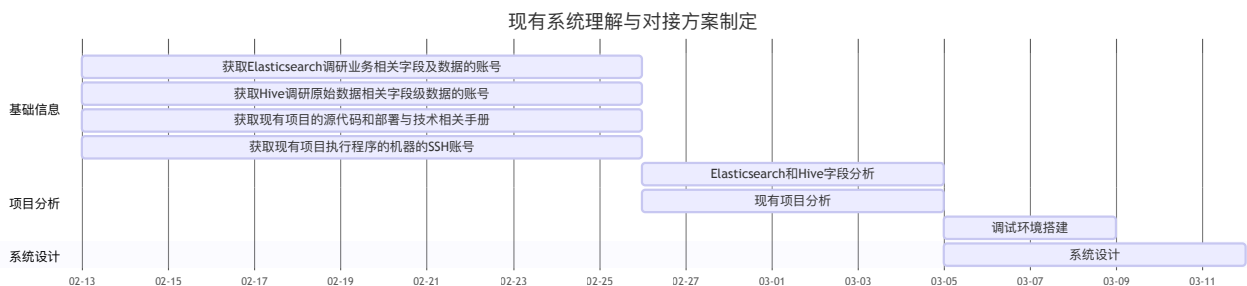 现有系统理解与对接方案制定
获取Elasticsearch调研业务相关字段及数据的账号
获取Hive调研原始数据相关字段级数据的账号
基础信息
获取现有项目的源代码和部署与技术相关手册
获取现有项目执行程序的机器的SSH账号
Elasticsearch和Hive字段分析
项目分析
现有项目分析
调试环境搭建
系统设计
系统设计
02-13 02-15 02-17 02-19 02-21 02-23 02-25 02-27 03-01 03-03 03-05 03-07 03-09 03-11